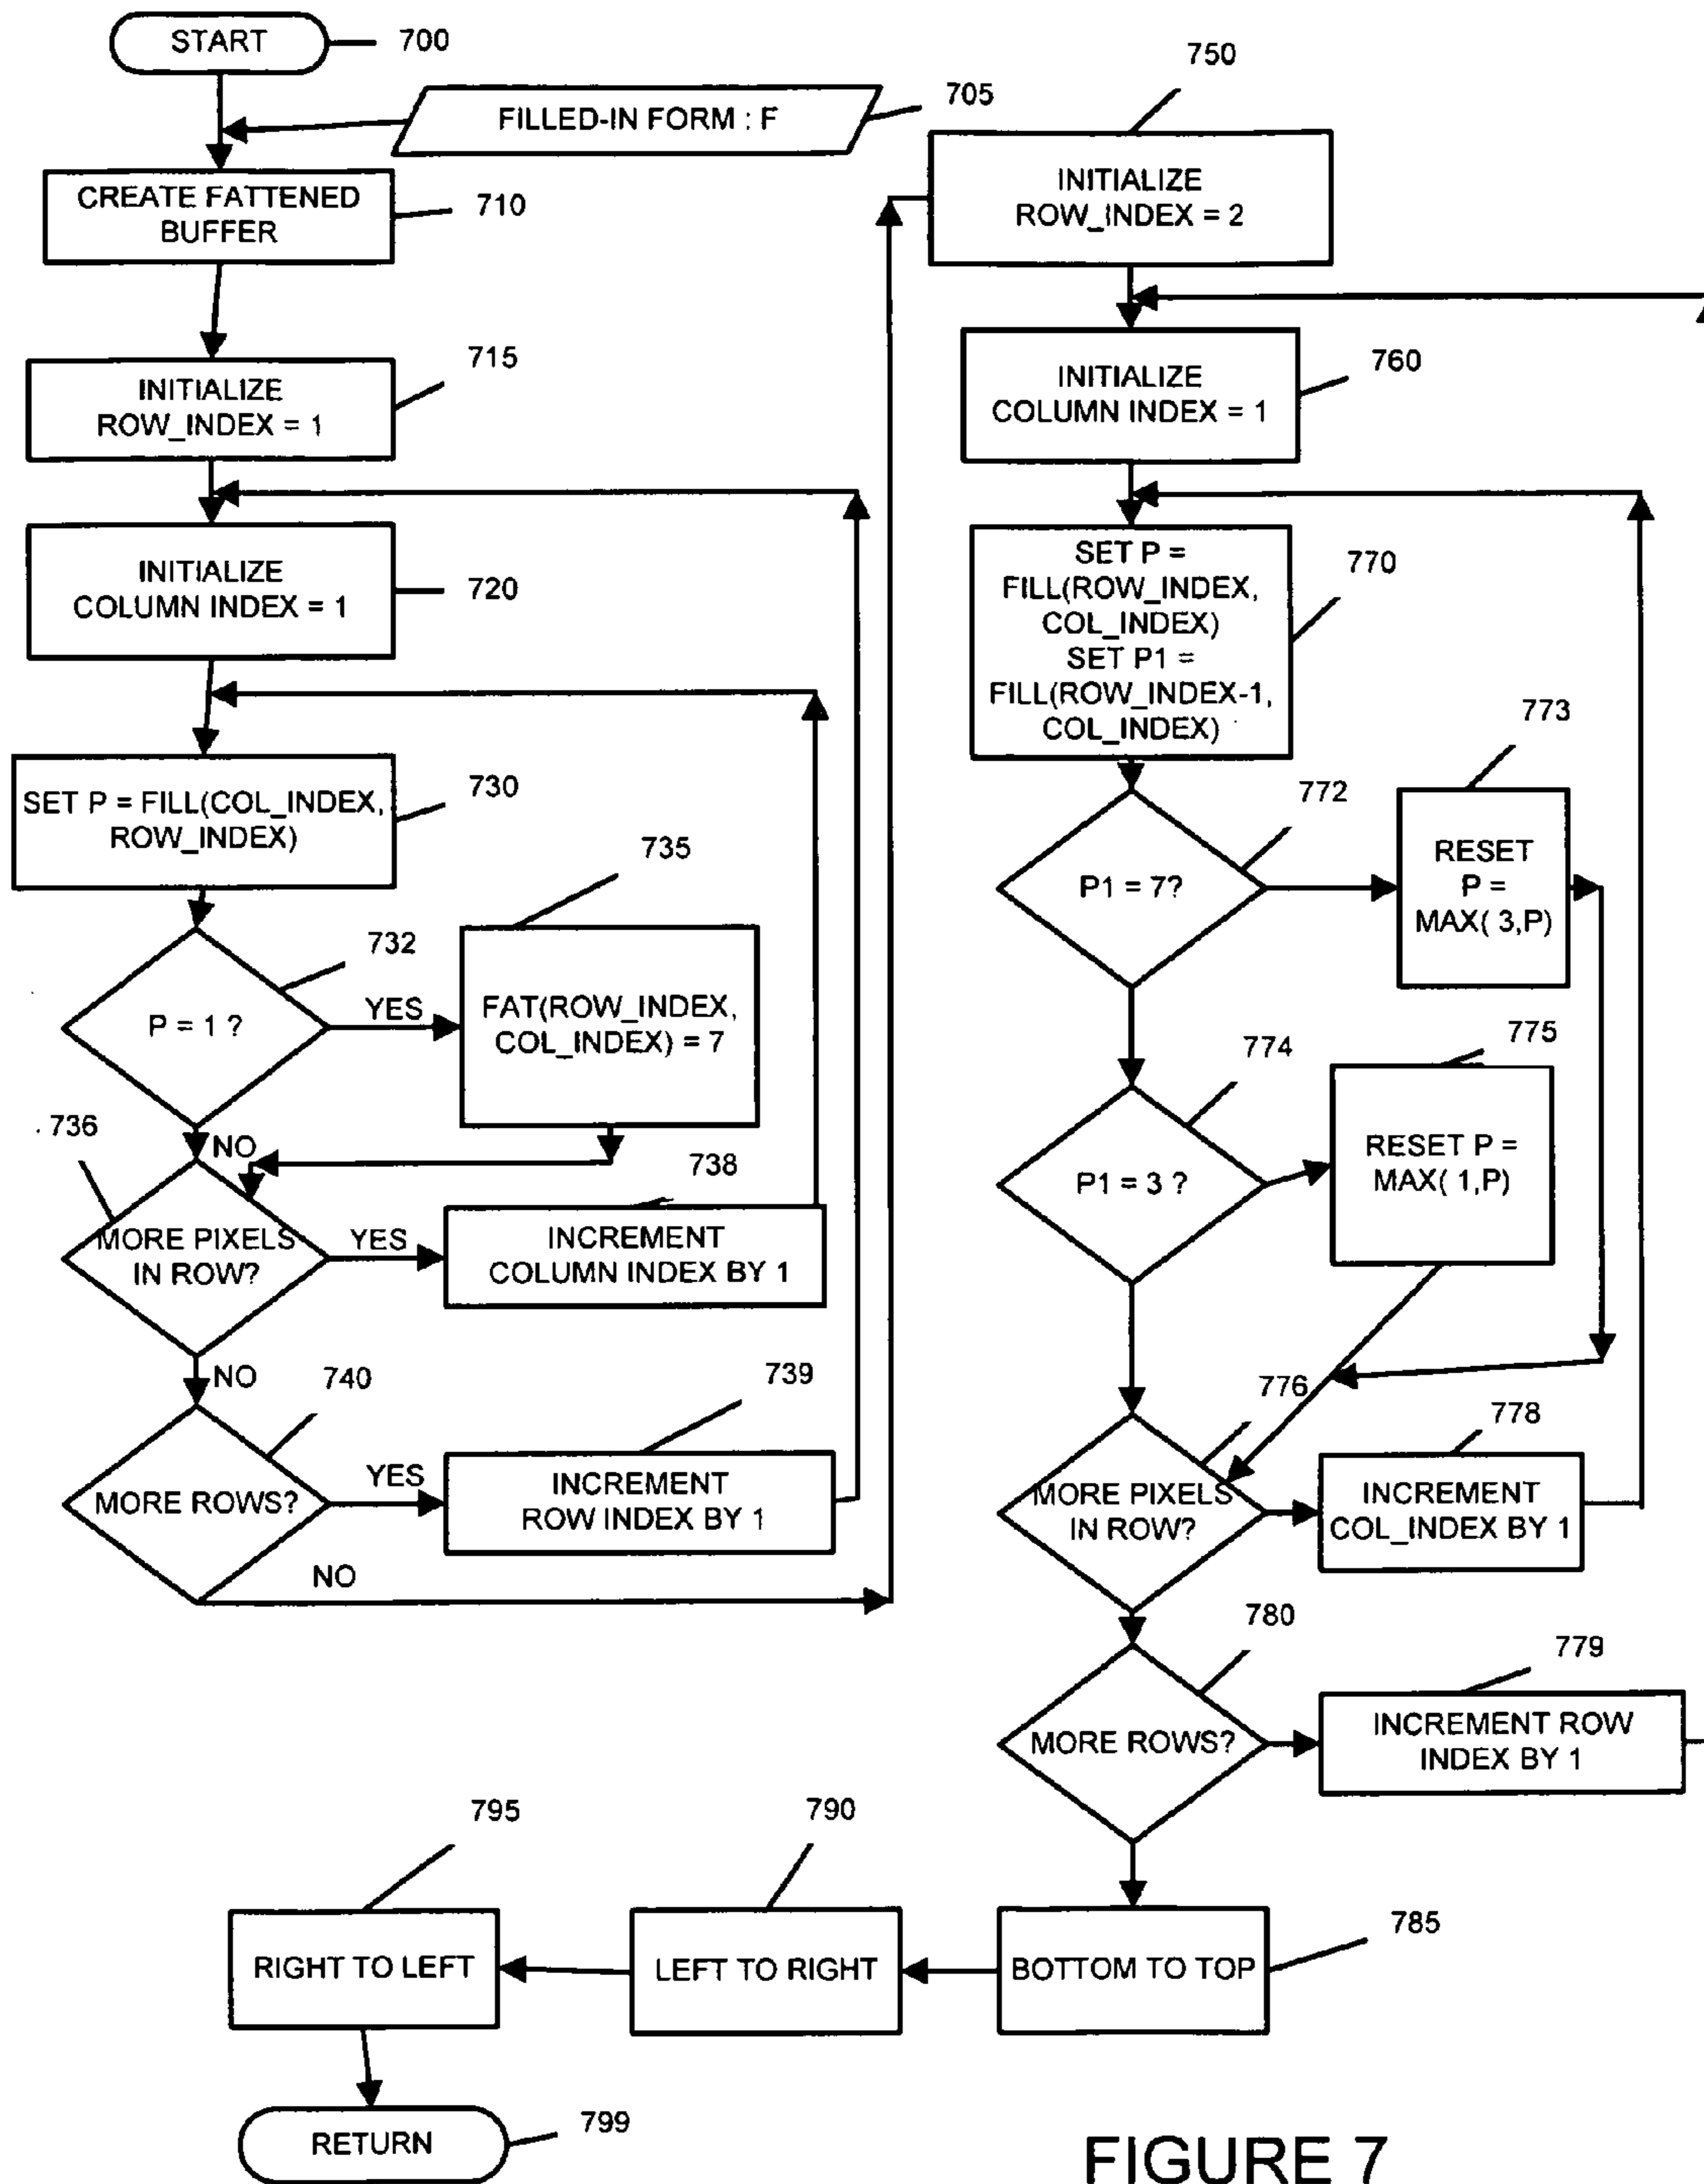 START
700
FILLED-IN FORM : F
705
CREATE FATTENED
BUFFER
710
INITIALIZE
ROW_INDEX = 1
715
INITIALIZE
COLUMN INDEX = 1
720
SET P = FILL(COL_INDEX,
ROW_INDEX)
730
P = 1 ?
732
YES
FAT(ROW_INDEX,
COL_INDEX) = 7
735
NO
736
MORE PIXELS
IN ROW?
YES
738
INCREMENT
COLUMN INDEX BY 1
NO
740
MORE ROWS?
YES
739
INCREMENT
ROW INDEX BY 1
NO
750
INITIALIZE
ROW_INDEX = 2
INITIALIZE
COLUMN INDEX = 1
760
SET P =
FILL(ROW_INDEX,
COL_INDEX)
SET P1 =
FILL(ROW_INDEX-1,
COL_INDEX)
770
P1 = 7?
772
773
RESET
P =
MAX( 3,P)
P1 = 3 ?
774
775
RESET P =
MAX( 1,P)
776
MORE PIXELS
IN ROW?
778
INCREMENT
COL_INDEX BY 1
780
MORE ROWS?
779
INCREMENT ROW
INDEX BY 1
785
BOTTOM TO TOP
790
LEFT TO RIGHT
795
RIGHT TO LEFT
RETURN
799
FIGURE 7